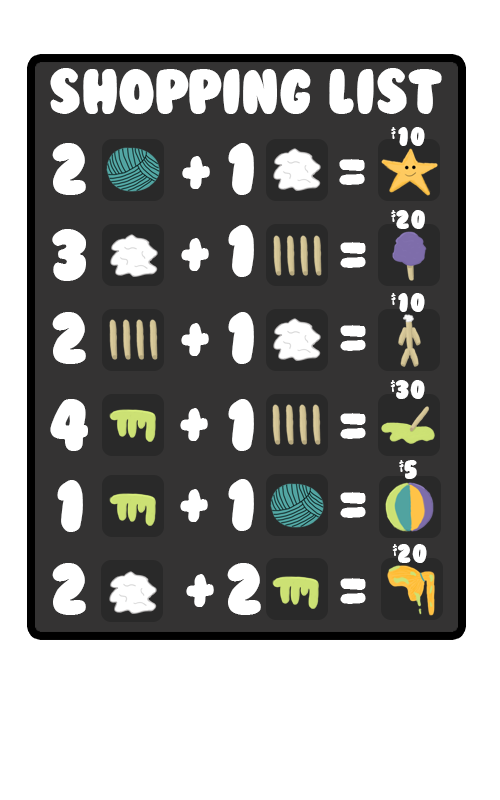 SHOPPING LIST
$10
2 + 1 =
$20
3 + 1 =
$10
2 + 1 =
$30
4 + 1 =
$5
1 + 1 =
$20
2 + 2 =